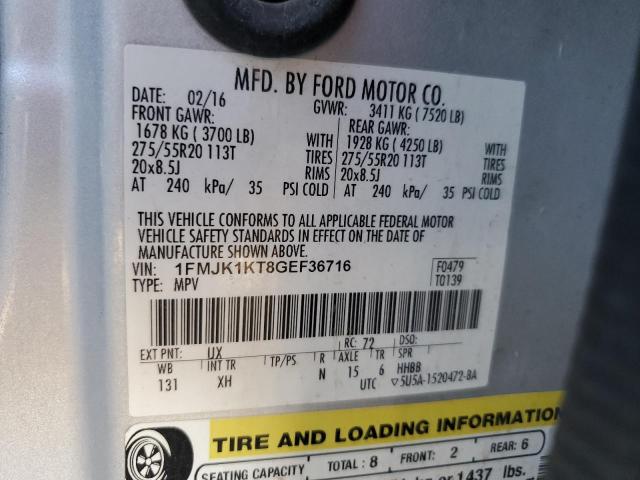 MFD. BY FORD MOTOR CO.
DATE: 02/16 GVWR: 3411 KG ( 7520 LB)
FRONT GAWR: REAR GAWR:
1678 KG ( 3700 LB) WITH 1928 KG ( 4250 LB) WITH
275/55R20 113T TIRES 275/55R20 113T TIRES
20x8.5J RIMS 20x8.5J RIMS
AT 240 kPa/ 35 PSI COLD AT 240 kPa/ 35 PSI COLD
THIS VEHICLE CONFORMS TO ALL APPLICABLE FEDERAL MOTOR
VEHICLE SAFETY STANDARDS IN EFFECT ON THE DATE OF
MANUFACTURE SHOWN ABOVE.
VIN: 1FMJK1KT8GEF36716 F0479
TYPE: MPV T0139
EXT PNT: UX RC: 72 DSO:
WB INT TR TP/PS R AXLE TR SPR
131 XH N 15 6 HHBB
UTC ▽5U5A-1520472-BA
TIRE AND LOADING INFORMATION
SEATING CAPACITY TOTAL : 8 FRONT: 2 REAR: 6
kg or 1437 lbs.